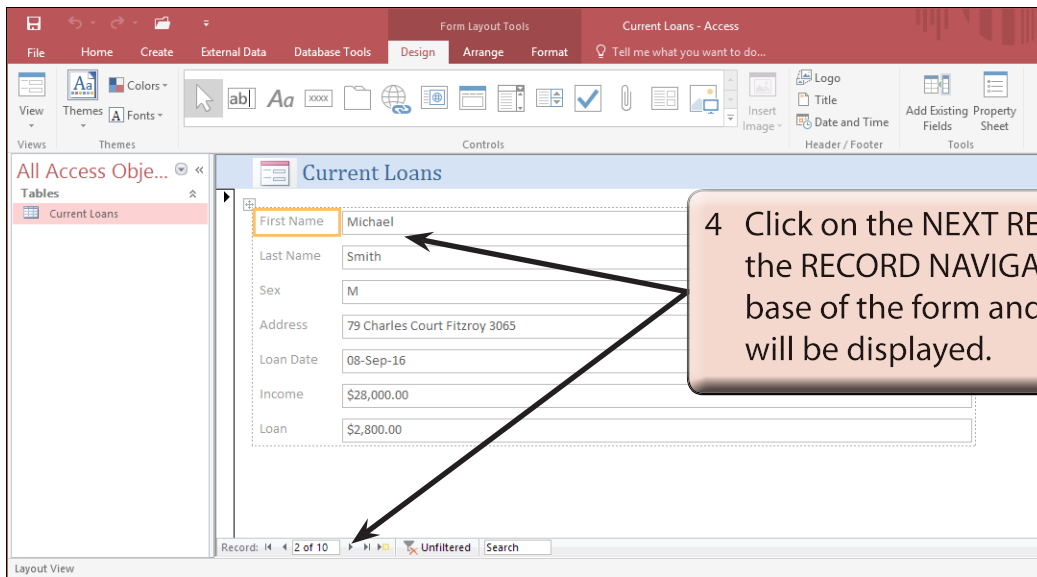 Form Layout Tools
Current Loans - Access
File Home Create External Data Database Tools Design Arrange Format Tell me what you want to do...
View
Themes
Aa
Colors
A Fonts
ab| Aa xxxx
Insert
Image
Logo
Title
Date and Time
Add Existing
Fields
Property
Sheet
Views Themes Controls Header / Footer Tools
All Access Obje... «
Tables
Current Loans
Current Loans
First Name Michael
Last Name Smith
Sex M
Address 79 Charles Court Fitzroy 3065
Loan Date 08-Sep-16
Income $28,000.00
Loan $2,800.00
4 Click on the NEXT RE
the RECORD NAVIGA
base of the form and
will be displayed.
Record: 2 of 10 Unfiltered Search
Layout View